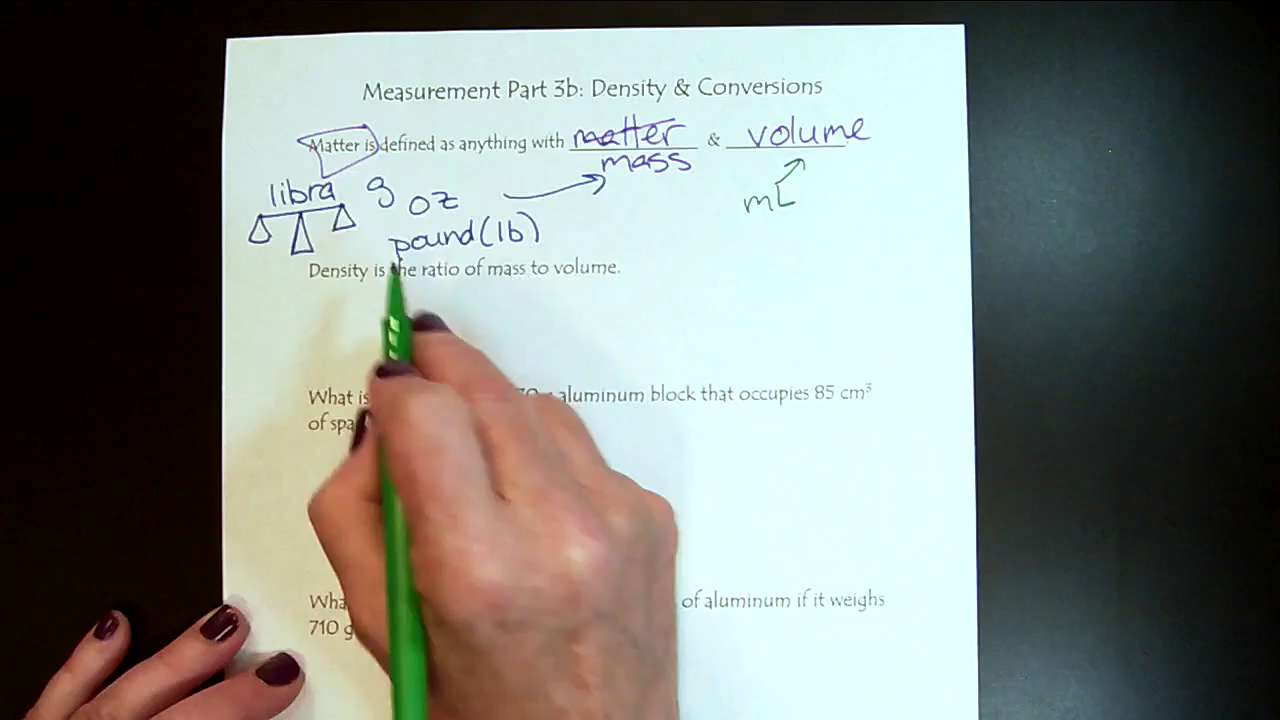 Measurement Part 3b: Density & Conversions
Matter is defined as anything with matter & volume
mass
libra g oz
mL
pound (lb)
Density is the ratio of mass to volume.
What is aluminum block that occupies 85 cm³
of
of aluminum if it weighs
710 g